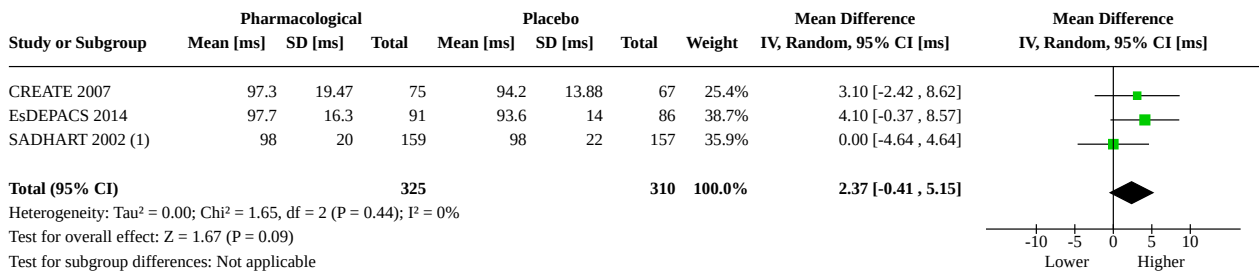 Pharmacological Placebo Mean Difference Mean Difference
Study or Subgroup Mean [ms] SD [ms] Total Mean [ms] SD [ms] Total Weight IV, Random, 95% CI [ms] IV, Random, 95% CI [ms]
CREATE 2007 97.3 19.47 75 94.2 13.88 67 25.4% 3.10 [-2.42 , 8.62]
EsDEPACS 2014 97.7 16.3 91 93.6 14 86 38.7% 4.10 [-0.37 , 8.57]
SADHART 2002 (1) 98 20 159 98 22 157 35.9% 0.00 [-4.64 , 4.64]
Total (95% CI) 325 310 100.0% 2.37 [-0.41 , 5.15]
Heterogeneity: Tau² = 0.00; Chi² = 1.65, df = 2 (P = 0.44); I² = 0%
Test for overall effect: Z = 1.67 (P = 0.09) -10 -5 0 5 10
Test for subgroup differences: Not applicable Lower Higher